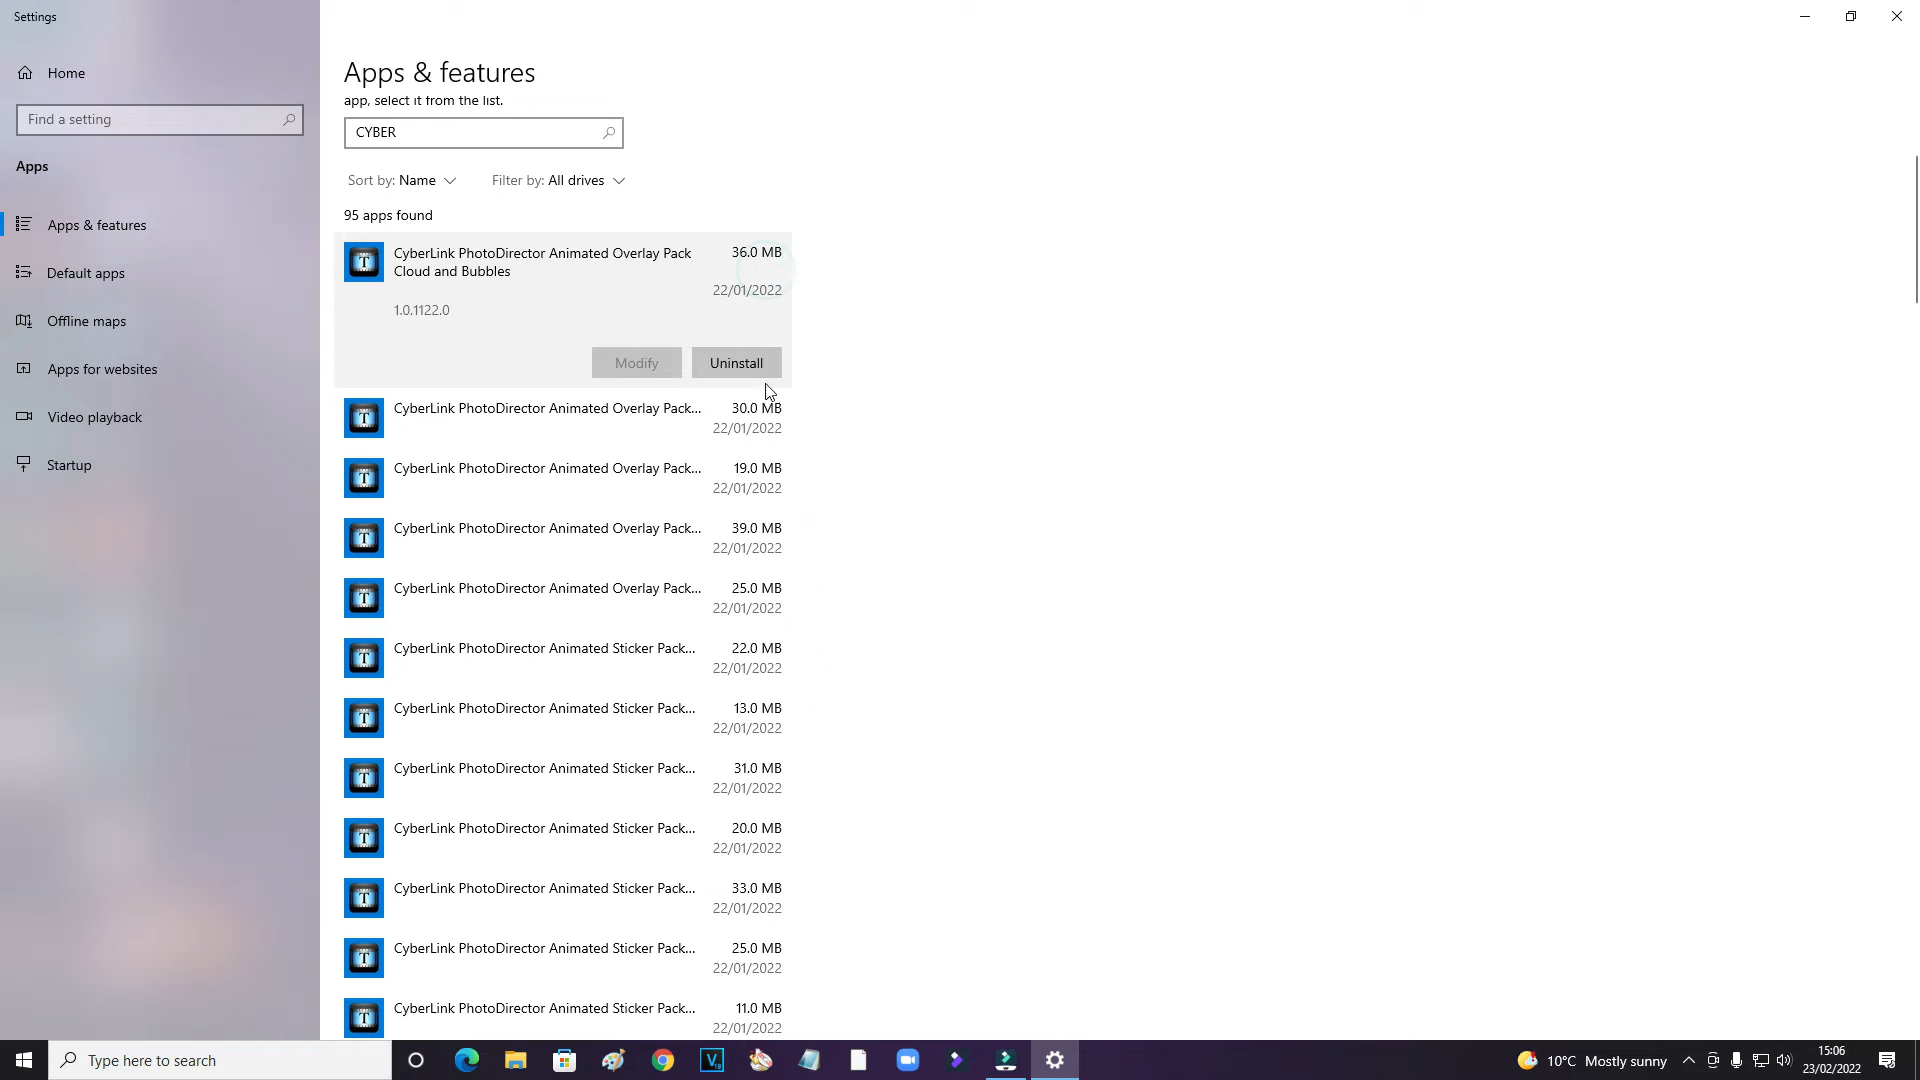 Settings
Home
Find a setting
Apps
Apps & features
Default apps
Offline maps
Apps for websites
Video playback
Startup
Apps & features
app, select it from the list.
CYBER
Sort by: Name
Filter by: All drives
95 apps found
T
CyberLink PhotoDirector Animated Overlay Pack
Cloud and Bubbles
36.0 MB
22/01/2022
1.0.1122.0
Modify
Uninstall
T
CyberLink PhotoDirector Animated Overlay Pack...
30.0 MB
22/01/2022
T
CyberLink PhotoDirector Animated Overlay Pack...
19.0 MB
22/01/2022
T
CyberLink PhotoDirector Animated Overlay Pack...
39.0 MB
22/01/2022
T
CyberLink PhotoDirector Animated Overlay Pack...
25.0 MB
22/01/2022
T
CyberLink PhotoDirector Animated Sticker Pack...
22.0 MB
22/01/2022
T
CyberLink PhotoDirector Animated Sticker Pack...
13.0 MB
22/01/2022
T
CyberLink PhotoDirector Animated Sticker Pack...
31.0 MB
22/01/2022
T
CyberLink PhotoDirector Animated Sticker Pack...
20.0 MB
22/01/2022
T
CyberLink PhotoDirector Animated Sticker Pack...
33.0 MB
22/01/2022
T
CyberLink PhotoDirector Animated Sticker Pack...
25.0 MB
22/01/2022
T
CyberLink PhotoDirector Animated Sticker Pack...
11.0 MB
22/01/2022
Type here to search
V
10°C Mostly sunny
15:06
23/02/2022